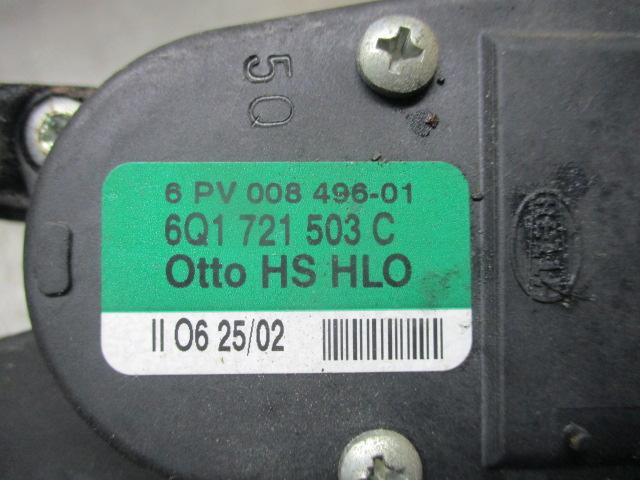 50
6 PV 008 496-01
6Q1 721 503 C
Otto HS HLO
II O6 25/02